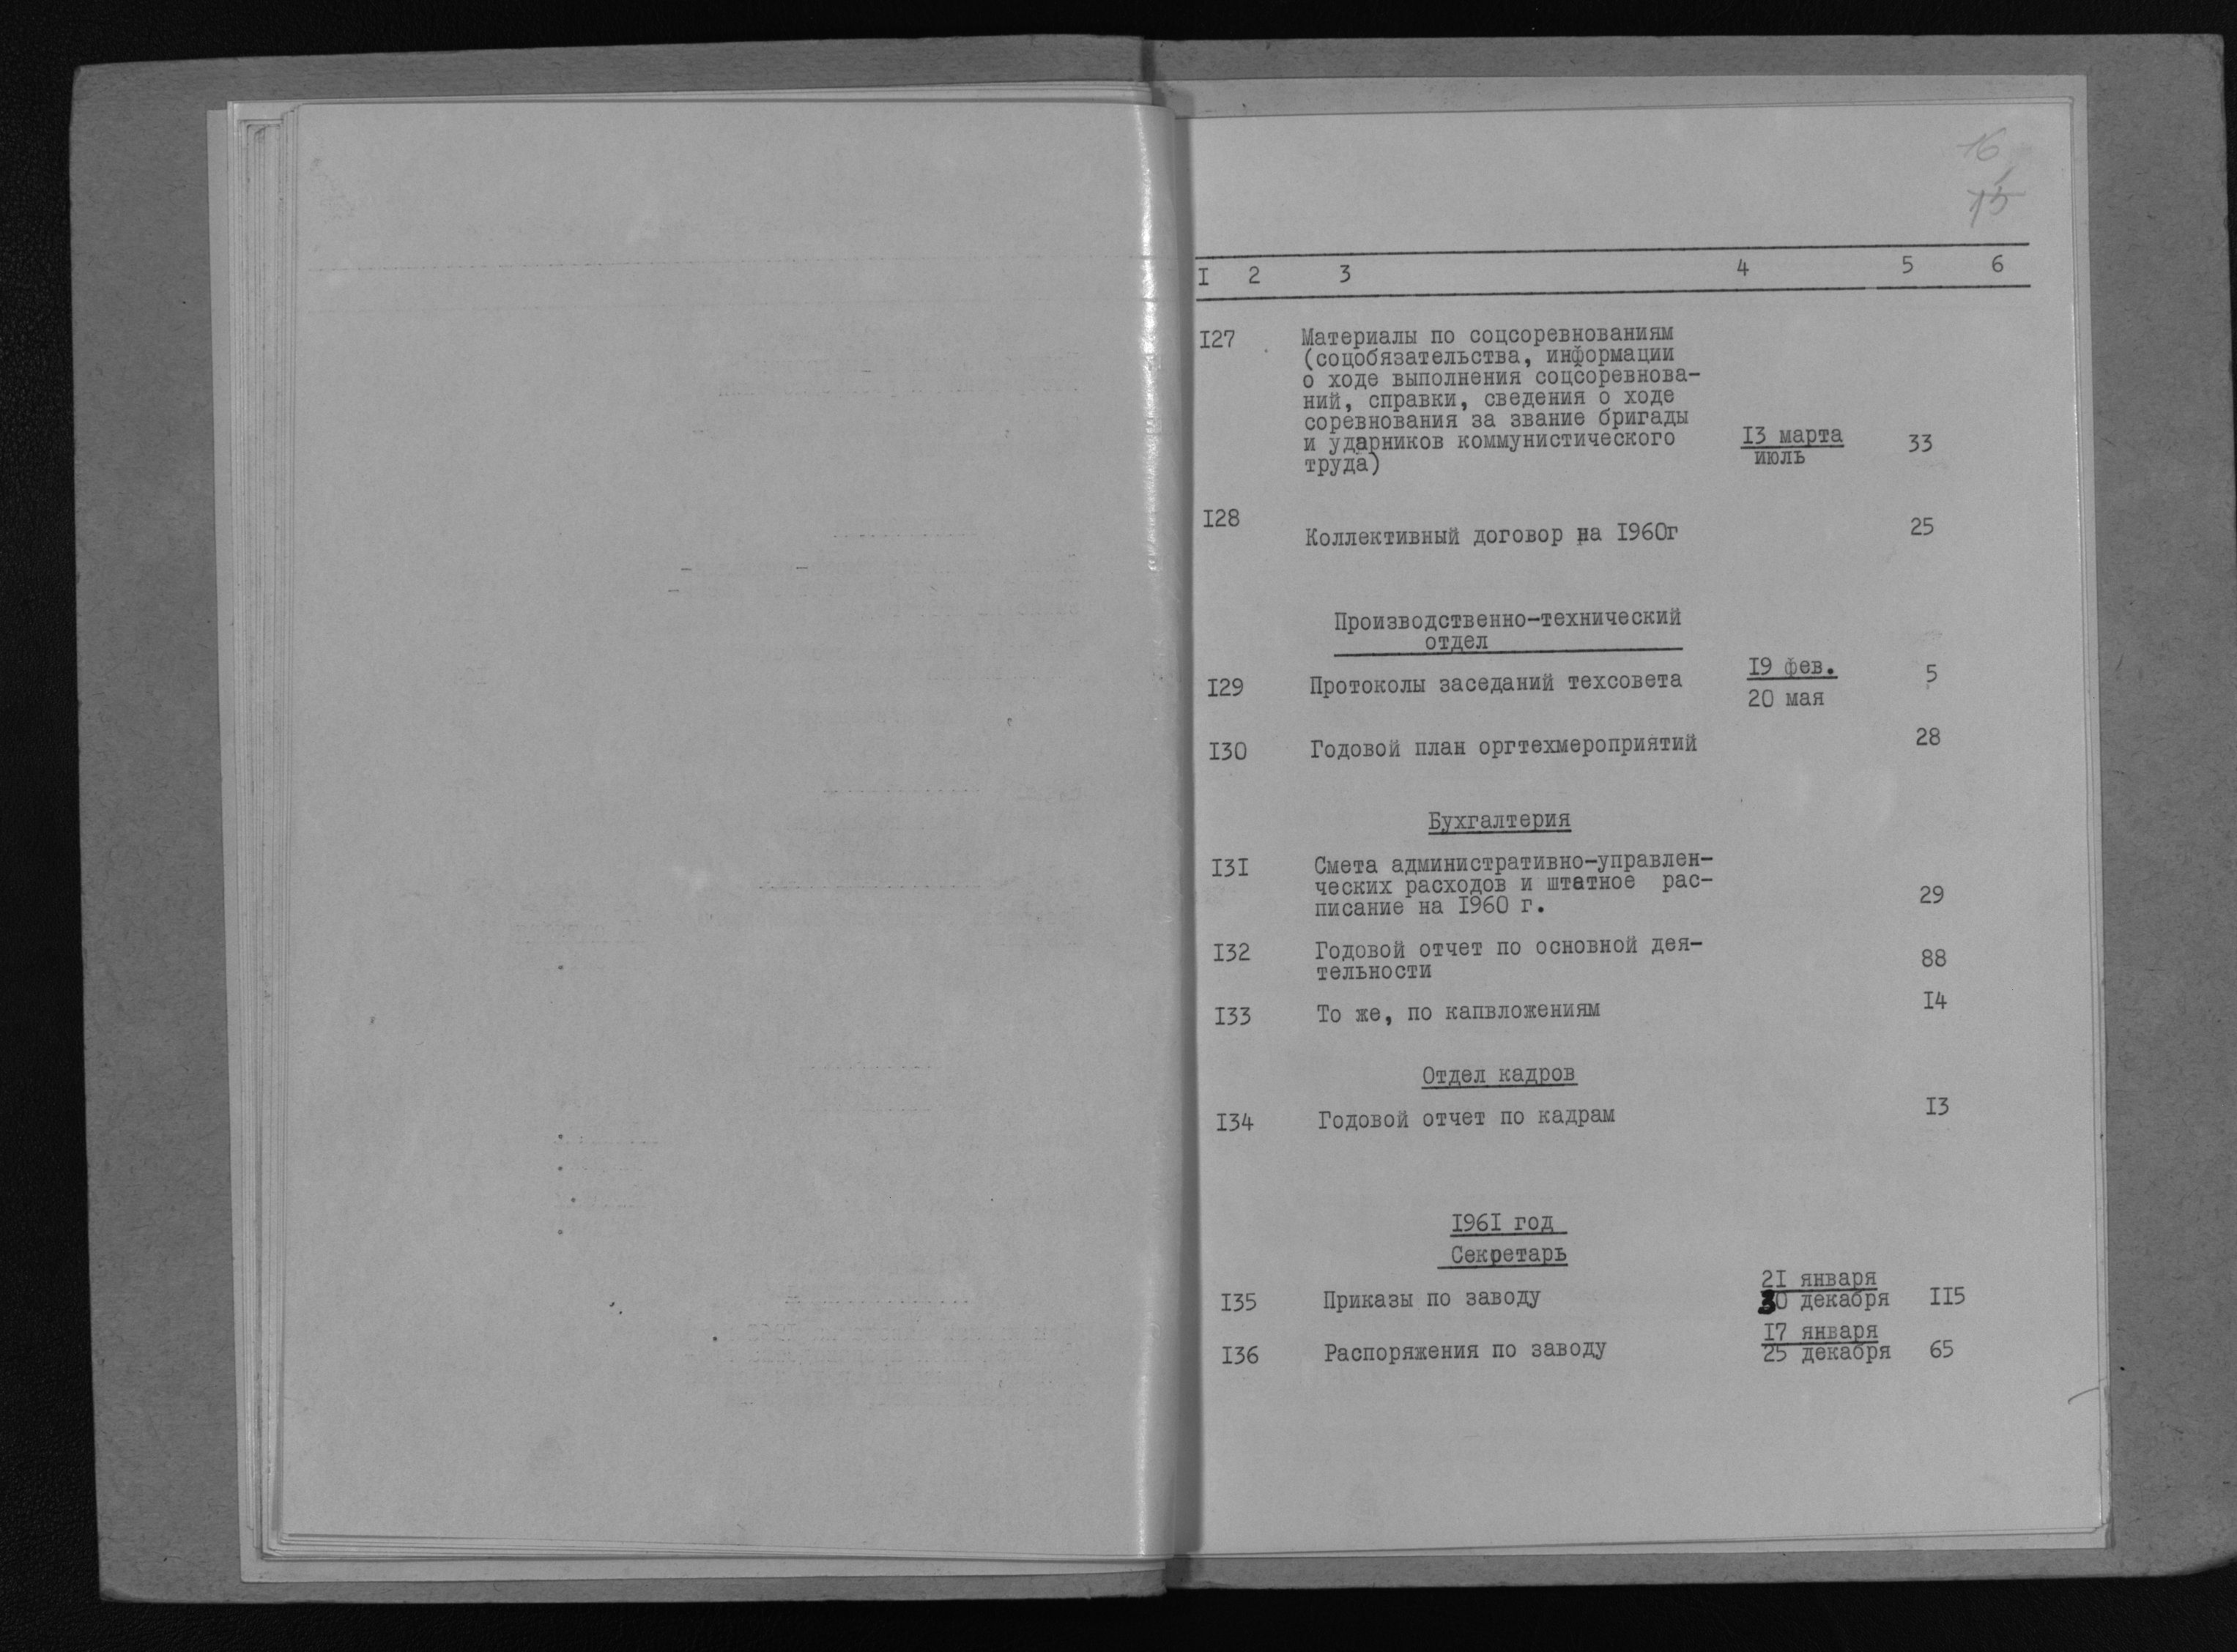 16
15
I 2 3 4 5 6
I27 Материалы по соцсоревнованиям
(соцобязательства, информации
о ходе выполнения соцсоревнова-
ний, справки, сведения о ходе
соревнования за звание бригады
и ударников коммунистического 13 марта 33
труда) июль
I28 Коллективный договор на I960г 25
Производственно-технический
отдел
I29 Протоколы заседаний техсовета I9 фев. 5
20 мая
I30 Годовой план оргтехмероприятий 28
Бухгалтерия
I3I Смета административно-управлен-
ческих расходов и штатное рас-
писание на I960 г. 29
I32 Годовой отчет по основной дея-
тельности 88
I33 То же, по капвложениям I4
Отдел кадров
I34 Годовой отчет по кадрам I3
I96I год
Секретарь
2I января
I35 Приказы по заводу 30 декабря II5
I7 января
I36 Распоряжения по заводу 25 декабря 65